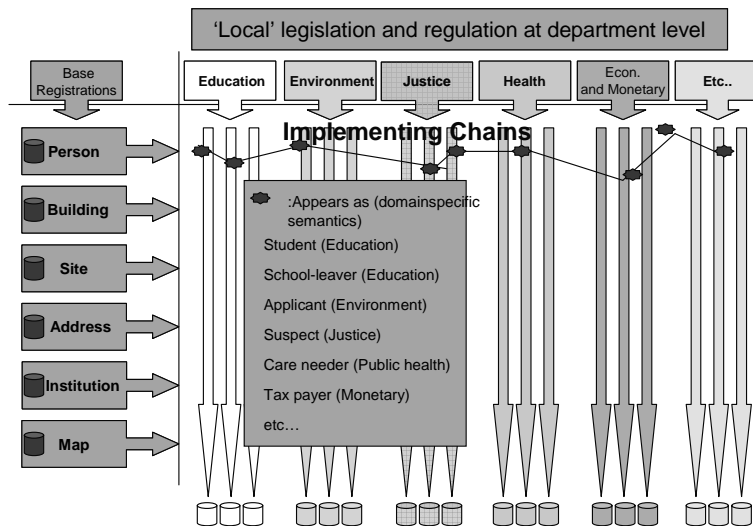 'Local' legislation and regulation at department level
Base
Registrations
Education
Environment
Justice
Health
Econ.
and Monetary
Etc..
Implementing Chains
Person
Building
Site
Address
Institution
Map
:Appears as (domainspecific
semantics)
Student (Education)
School-leaver (Education)
Applicant (Environment)
Suspect (Justice)
Care needer (Public health)
Tax payer (Monetary)
etc…